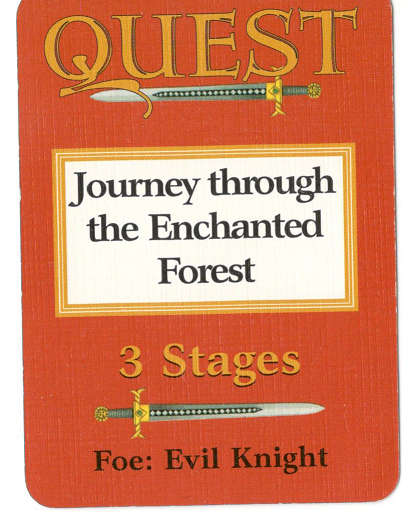 QUEST
Journey through
the Enchanted
Forest
3 Stages
Foe: Evil Knight